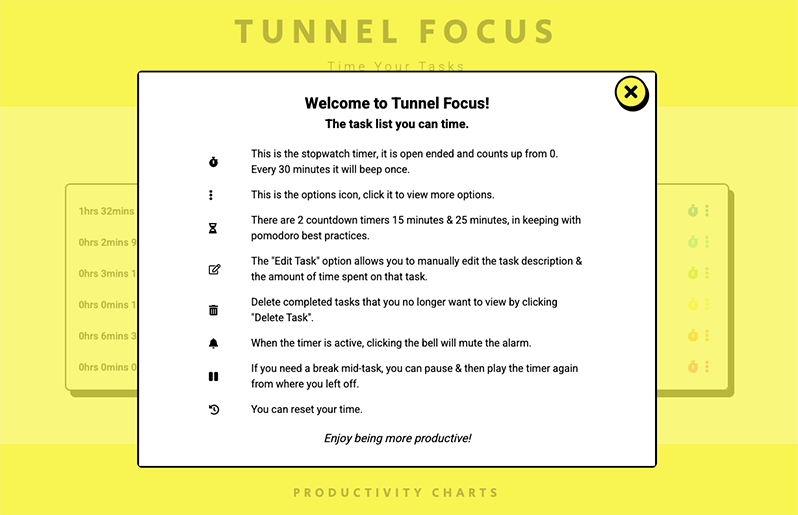 TUNNEL FOCUS
Time Your Tasks
Welcome to Tunnel Focus!
The task list you can time.
This is the stopwatch timer, it is open ended and counts up from 0.
Every 30 minutes it will beep once.
This is the options icon, click it to view more options.
There are 2 countdown timers 15 minutes & 25 minutes, in keeping with
pomodoro best practices.
The "Edit Task" option allows you to manually edit the task description &
the amount of time spent on that task.
Delete completed tasks that you no longer want to view by clicking
"Delete Task".
When the timer is active, clicking the bell will mute the alarm.
If you need a break mid-task, you can pause & then play the timer again
from where you left off.
You can reset your time.
Enjoy being more productive!
1hrs 32mins
0hrs 2mins 9
0hrs 3mins 1
0hrs 0mins 1
0hrs 6mins 3
0hrs 0mins 0
PRODUCTIVITY CHARTS